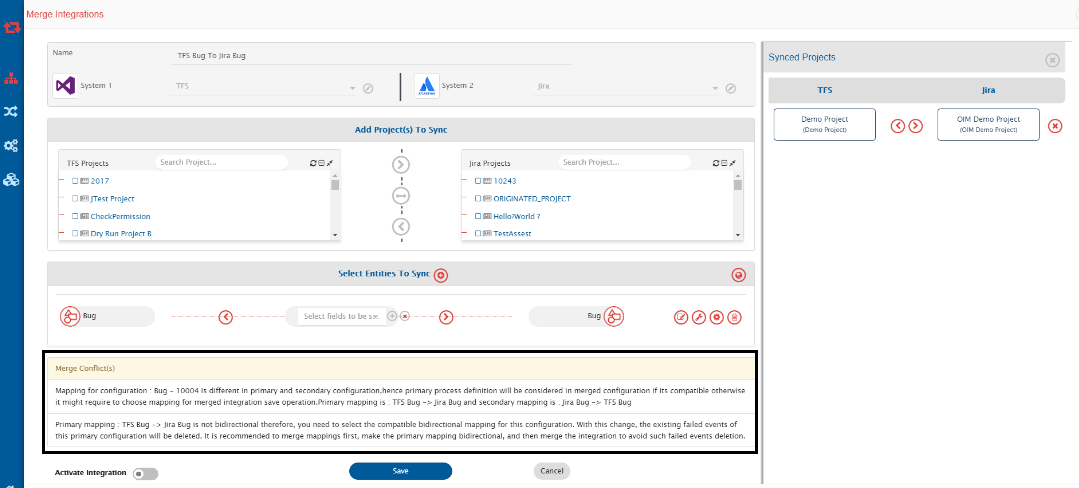 Merge Integrations
Name
TFS Bug To Jira Bug
System 1
TFS
System 2
Jira
Add Project(s) To Sync
TFS Projects
Search Project...
2017
JTest Project
CheckPermission
Dry Run Project B
Jira Projects
Search Project...
10243
ORIGINATED_PROJECT
Hello?World ?
TestAssest
Select Entities To Sync
Bug
Select fields to be s
Bug
Merge Conflict(s)
Mapping for configuration : Bug - 10004 is different in primary and secondary configuration,hence primary process definition will be considered in merged configuration if its compatible otherwise
it might require to choose mapping for merged integration save operation.Primary mapping is : TFS Bug -> Jira Bug and secondary mapping is : Jira Bug -> TFS Bug
Primary mapping : TFS Bug -> Jira Bug is not bidirectional therefore, you need to select the compatible bidirectional mapping for this configuration. With this change, the existing failed events of
this primary configuration will be deleted. It is recommended to merge mappings first, make the primary mapping bidirectional, and then merge the integration to avoid such failed events deletion.
Activate Integration
Save
Cancel
Synced Projects
TFS
Jira
Demo Project
(Demo Project)
OIM Demo Project
(OIM Demo Project)